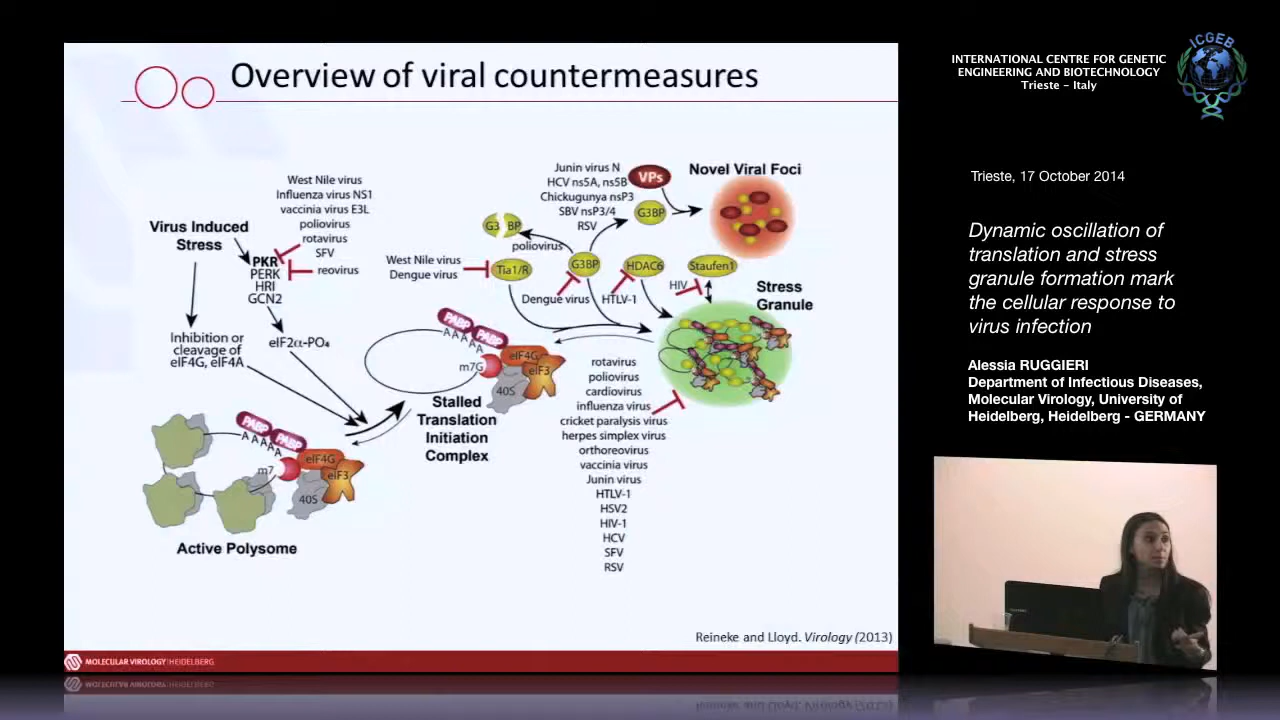 Overview of viral countermeasures
Virus Induced
Stress
West Nile virus
Influenza virus NS1
vaccinia virus E3L
poliovirus
rotavirus
SFV
reovirus
PKR
PERK
HRI
GCN2
eIF2α-PO₄
Inhibition or
cleavage of
eIF4G, eIF4A
PABP
PABP
AAAAA
m7
eIF4G
eIF3
40S
Active Polysome
PABP
PABP
AAAAA
m7G
eIF4G
eIF3
40S
Stalled
Translation
Initiation
Complex
West Nile virus
Dengue virus
Tia1/R
G3 BP
poliovirus
G3BP
Dengue virus
Junin virus N
HCV ns5A, ns5B
Chickugunya nsP3
SBV nsP3/4
RSV
VPs
G3BP
Novel Viral Foci
HDAC6
HTLV-1
Staufen1
HIV
Stress
Granule
rotavirus
poliovirus
cardiovirus
influenza virus
cricket paralysis virus
herpes simplex virus
orthoreovirus
vaccinia virus
Junin virus
HTLV-1
HSV2
HIV-1
HCV
SFV
RSV
Reineke and Lloyd. Virology (2013)
MOLECULAR VIROLOGY | HEIDELBERG
INTERNATIONAL CENTRE FOR GENETIC
ENGINEERING AND BIOTECHNOLOGY
Trieste - Italy
ICGEB
Trieste, 17 October 2014
Dynamic oscillation of
translation and stress
granule formation mark
the cellular response to
virus infection
Alessia RUGGIERI
Department of Infectious Diseases,
Molecular Virology, University of
Heidelberg, Heidelberg - GERMANY